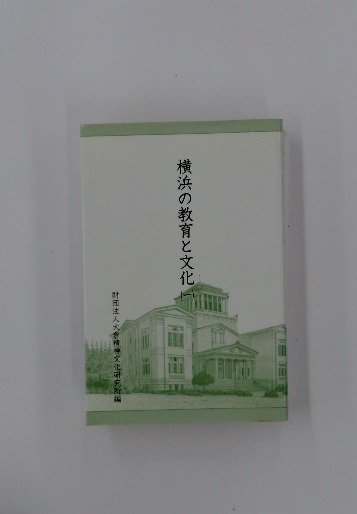 横浜の教育と文化(一)
財団法人大倉精神文化研究所編